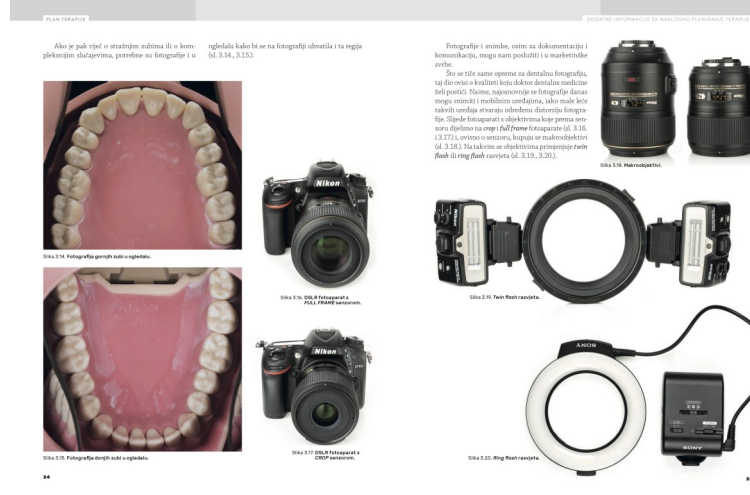 PLAN TERAPIJE
Ako je pak riječ o stražnjim zubima ili o kom-
pleksnijim slučajevima, potrebne su fotografije i u
ogledalu kako bi se na fotografiji uhvatila i ta regija
(sl. 3.14., 3.15.).
Slika 3.14. Fotografija gornjih zubi u ogledalu.
Slika 3.15. Fotografija donjih zubi u ogledalu.
Nikon
Slika 3.16. DSLR fotoaparat s
FULL FRAME senzorom.
Nikon
Slika 3.17. DSLR fotoaparat s
CROP senzorom.
84
DODATNE INFORMACIJE ZA ANALOGNO PLANIRANJE TERAPIJE
Fotografije i snimke, osim za dokumentaciju i
komunikaciju, mogu nam poslužiti i u marketinške
svrhe.
Što se tiče same opreme za dentalnu fotografiju,
taj dio ovisi o kvaliteti koju doktor dentalne medicine
želi postići. Naime, najosnovnije se fotografije danas
mogu snimiti i mobilnim uređajima, iako male leće
takvih uređaja stvaraju određenu distorziju fotogra-
fije. Slijede fotoaparati s objektivima koje prema sen-
zoru dijelimo na crop i full frame fotoaparate (sl. 3.16.
i 3.17.) i, ovisno o senzoru, kupuju se makroobjektivi
(sl. 3.18.). Na takvim se objektivima primjenjuje twin
flash ili ring flash rasvjeta (sl. 3.19., 3.20.).
Slika 3.18. Makroobjektivi.
Slika 3.19. Twin flash rasvjeta.
SONY
SONY
Slika 3.20. Ring flash rasvjeta.